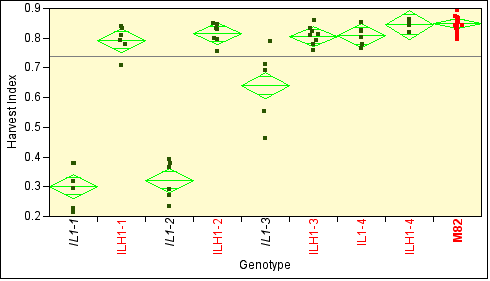 0.9
0.8
0.7
0.6
0.5
0.4
0.3
0.2
Harvest Index
IL1-1
ILH1-1
IL1-2
ILH1-2
IL1-3
ILH1-3
IL1-4
ILH1-4
M82
Genotype